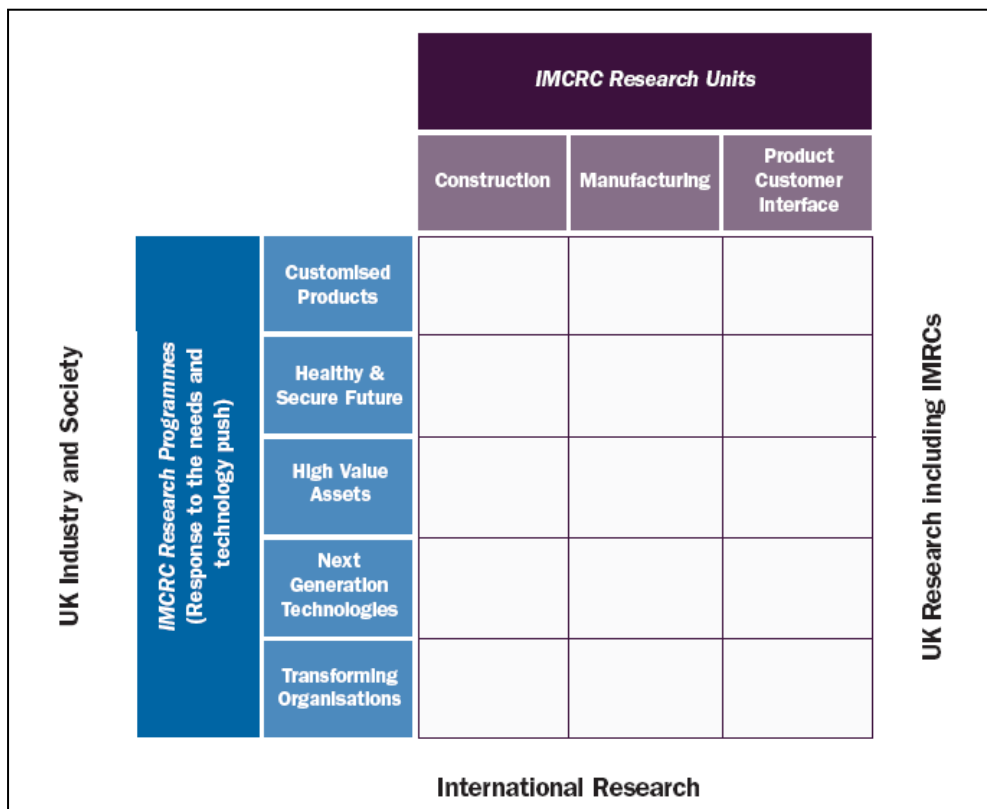 IMCRC Research Units
Construction
Manufacturing
Product
Customer
Interface
UK Industry and Society
IMCRC Research Programmes
(Response to the needs and
technology push)
Customised
Products
Healthy &
Secure Future
High Value
Assets
Next
Generation
Technologies
Transforming
Organisations
UK Research including IMRCs
International Research